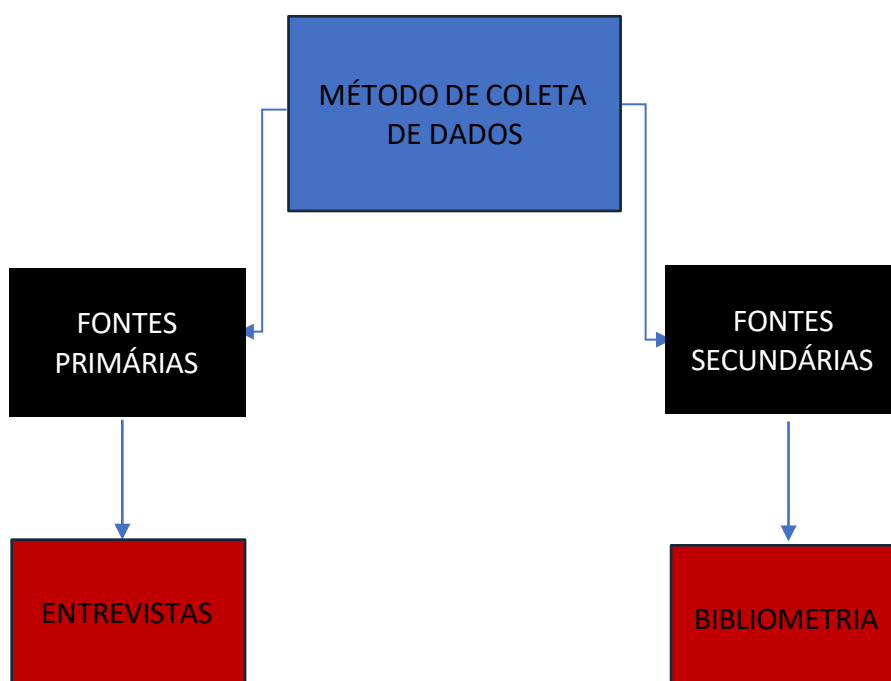 MÉTODO DE COLETA
DE DADOS
FONTES
PRIMÁRIAS
FONTES
SECUNDÁRIAS
ENTREVISTAS
BIBLIOMETRIA